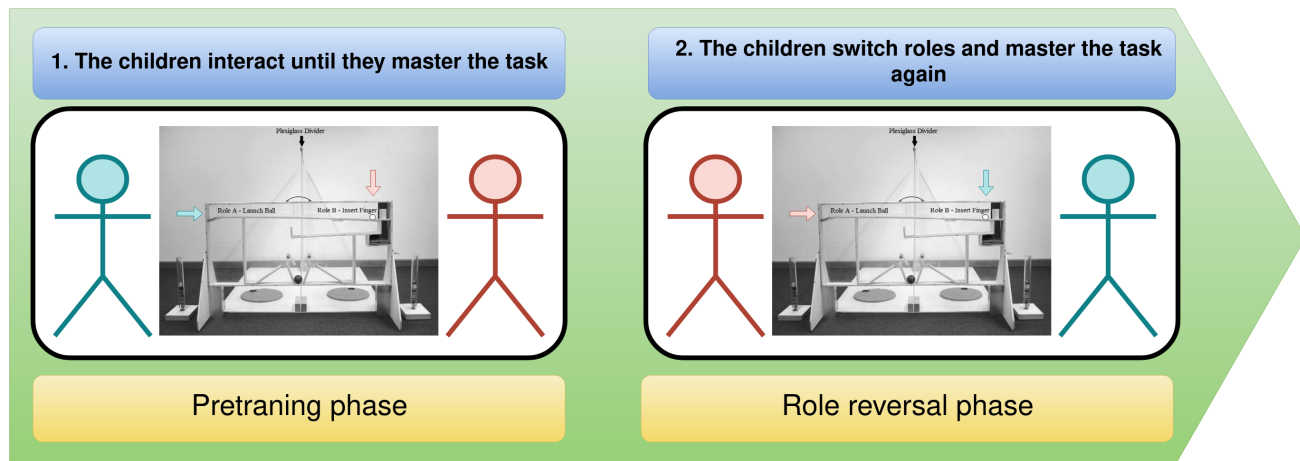 1. The children interact until they master the task
2. The children switch roles and master the task
again
Plexiglass Divider
Role A - Launch Ball
Role B - Insert Finger
Plexiglass Divider
Role A - Launch Ball
Role B - Insert Finger
Pretraning phase
Role reversal phase